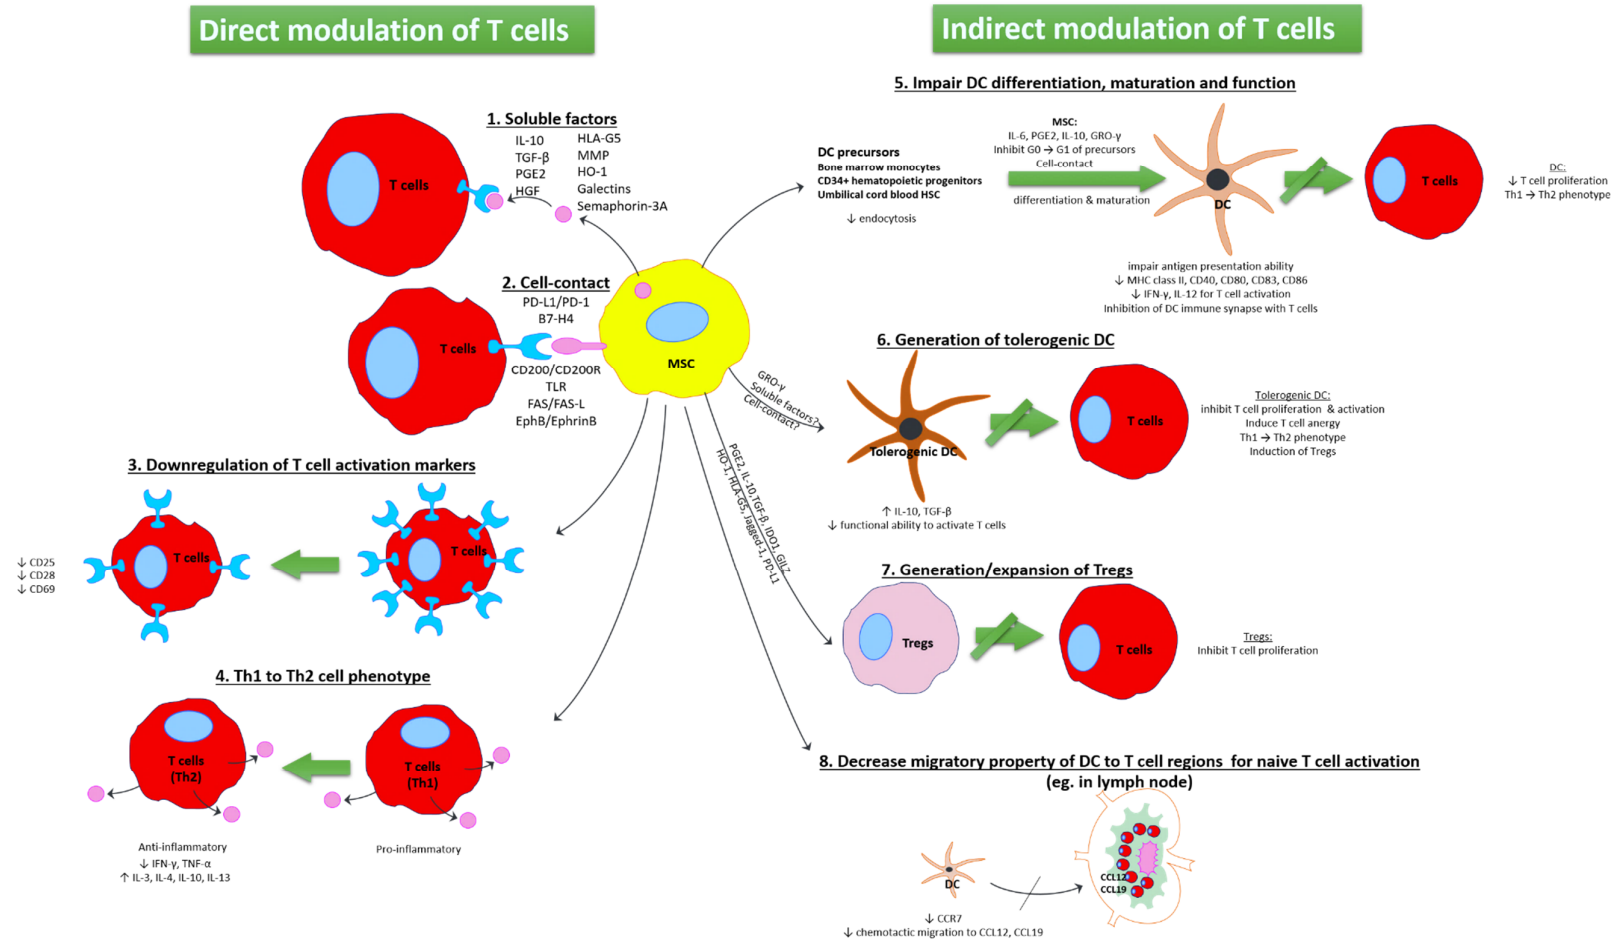 Direct modulation of T cells
1. Soluble factors
IL-10
TGF-β
PGE2
HGF
HLA-G5
MMP
HO-1
Galectins
Semaphorin-3A
T cells
2. Cell-contact
PD-L1/PD-1
B7-H4
T cells
CD200/CD200R
TLR
FAS/FAS-L
EphB/EphrinB
MSC
3. Downregulation of T cell activation markers
T cells
T cells
↓ CD25
↓ CD28
↓ CD69
4. Th1 to Th2 cell phenotype
T cells
(Th2)
T cells
(Th1)
Anti-inflammatory
↓ IFN-γ, TNF-α
↑ IL-3, IL-4, IL-10, IL-13
Pro-inflammatory
Indirect modulation of T cells
5. Impair DC differentiation, maturation and function
DC precursors
Bone marrow monocytes
CD34+ hematopoietic progenitors
Umbilical cord blood HSC
↓ endocytosis
MSC:
IL-6, PGE2, IL-10, GRO-γ
Inhibit G0 → G1 of precursors
Cell-contact
differentiation & maturation
DC
T cells
DC:
↓ T cell proliferation
Th1 → Th2 phenotype
impair antigen presentation ability
↓ MHC class II, CD40, CD80, CD83, CD86
↓ IFN-γ, IL-12 for T cell activation
Inhibition of DC immune synapse with T cells
6. Generation of tolerogenic DC
GRO-γ
Soluble factors?
Cell-contact?
Tolerogenic DC
T cells
Tolerogenic DC:
inhibit T cell proliferation & activation
Induce T cell anergy
Th1 → Th2 phenotype
Induction of Tregs
↑ IL-10, TGF-β
↓ functional ability to activate T cells
PGE2, IL-10,TGF-β, IDO1, GILZ
HO-1, HLA-G5, Jagged-1, PD-L1
7. Generation/expansion of Tregs
Tregs
T cells
Tregs:
Inhibit T cell proliferation
8. Decrease migratory property of DC to T cell regions for naive T cell activation
(eg. in lymph node)
DC
CCL12
CCL19
↓ CCR7
↓ chemotactic migration to CCL12, CCL19